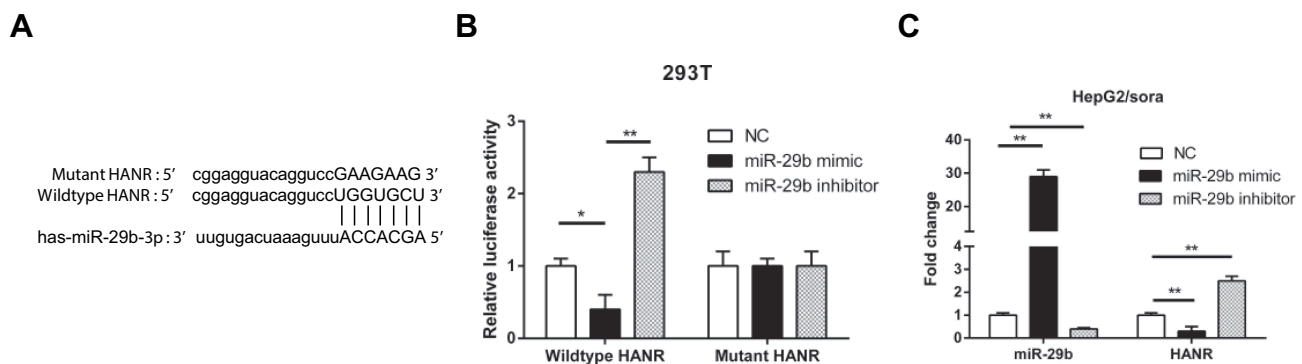 A
Mutant HANR : 5’ cggagguacagguccGAAGAAG 3’
Wildtype HANR : 5’ cggagguacagguccUGGUGCU 3’
has-miR-29b-3p : 3’ uugugacuaaaguuuACCACGA 5’
B
293T
Relative luciferase activity
3
2
1
0
*
**
NC
miR-29b mimic
miR-29b inhibitor
Wildtype HANR
Mutant HANR
C
HepG2/sora
Fold change
40
30
20
4
3
2
1
0
**
**
**
**
NC
miR-29b mimic
miR-29b inhibitor
miR-29b
HANR